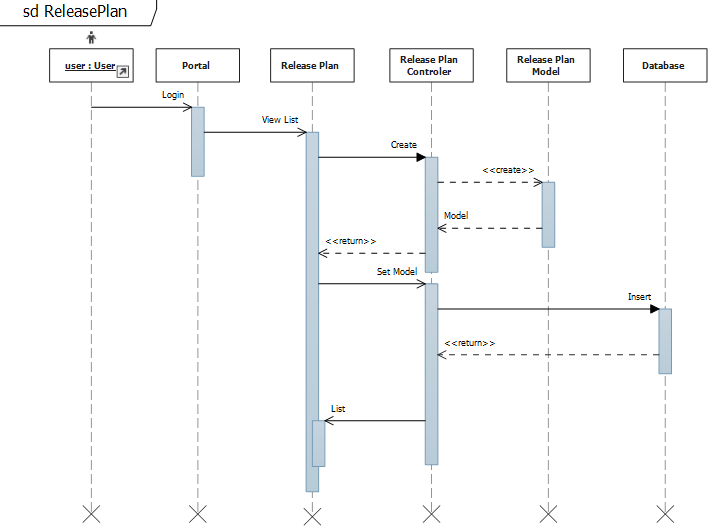 sd ReleasePlan
user : User
Portal
Release Plan
Release Plan
Controler
Release Plan
Model
Database
Login
View List
Create
<<create>>
Model
<<return>>
Set Model
Insert
<<return>>
List